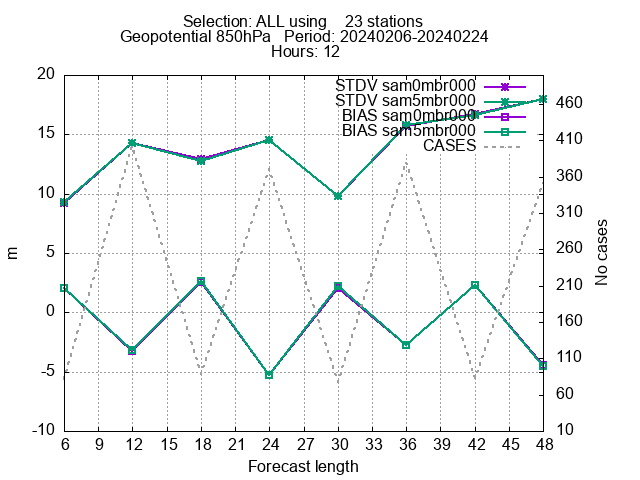 Selection: ALL using 23 stations
Geopotential 850hPa Period: 20240206-20240224
Hours: 12
STDV sam0mbr000
STDV sam5mbr000
BIAS sam0mbr000
BIAS sam5mbr000
CASES
20
15
10
5
0
-5
-10
m
460
410
360
310
260
210
160
110
60
10
No cases
6 9 12 15 18 21 24 27 30 33 36 39 42 45 48
Forecast length